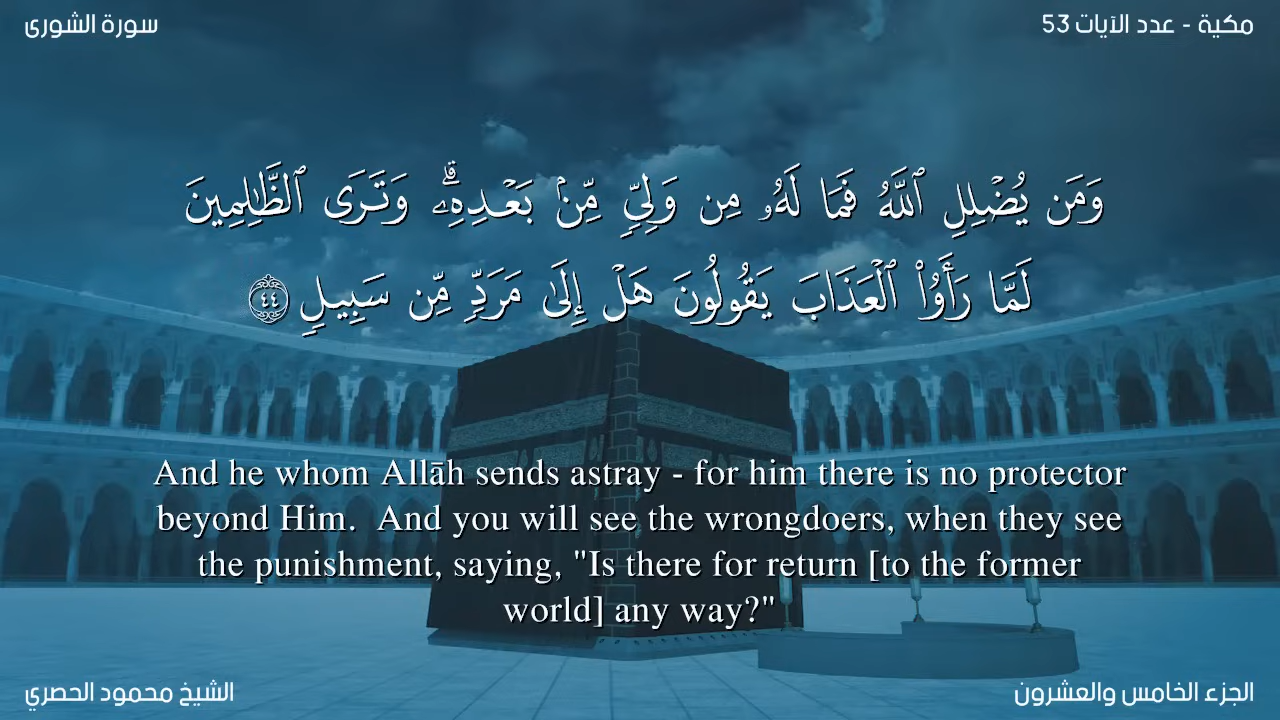 سورة الشورى
مكية - عدد الآيات 53
وَمَن يُضْلِلِ ٱللَّهُ فَمَا لَهُۥ مِن وَلِىٍّ مِّنۢ بَعْدِهِۦ ۗ وَتَرَى ٱلظَّٰلِمِينَ
لَمَّا رَأَوُا۟ ٱلْعَذَابَ يَقُولُونَ هَلْ إِلَىٰ مَرَدٍّ مِّن سَبِيلٍ ٤٤
And he whom Allāh sends astray - for him there is no protector
beyond Him.  And you will see the wrongdoers, when they see
the punishment, saying, "Is there for return [to the former
world] any way?"
الشيخ محمود الحصري
الجزء الخامس والعشرون